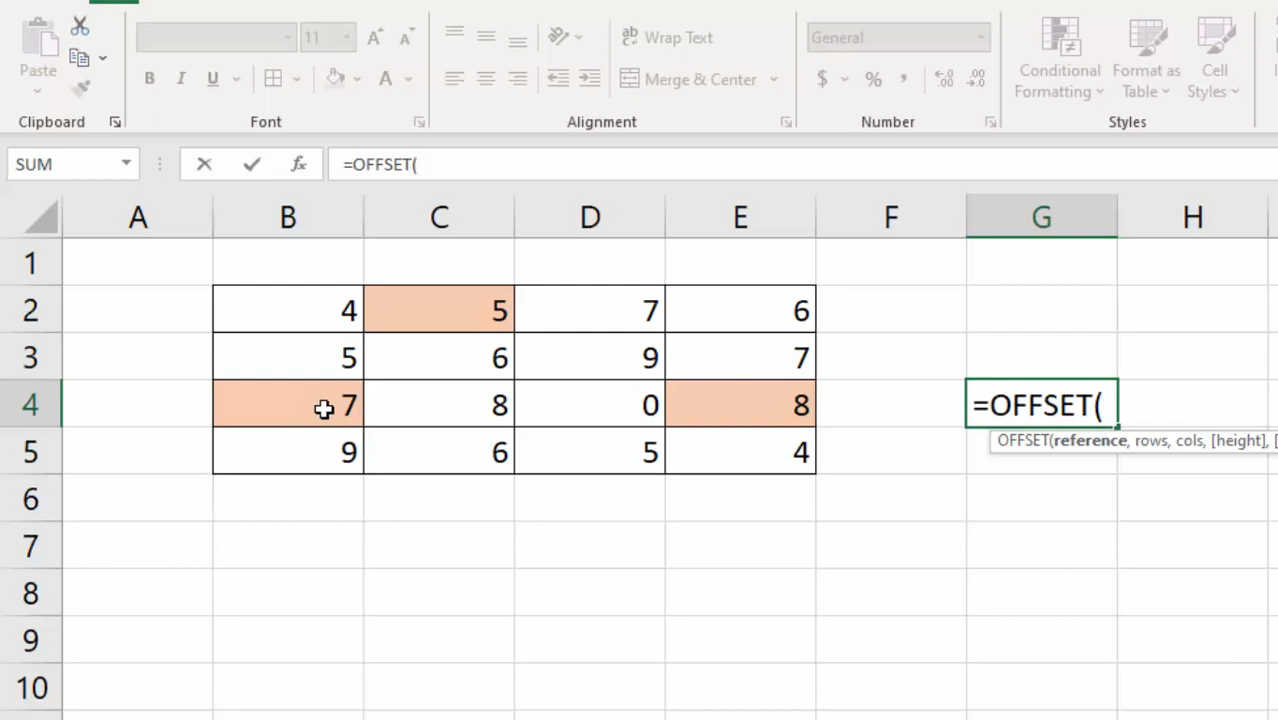 Paste
11
Wrap Text
General
B I U A
Merge & Center
$ % ,
Conditional
Formatting
Format as
Table
Cell
Styles
Clipboard Font Alignment Number Styles
SUM fx =OFFSET(
A B C D E F G H
1
2 4 5 7 6
3 5 6 9 7
4 7 8 0 8 =OFFSET(
OFFSET(reference, rows, cols, [height], [
5 9 6 5 4
6
7
8
9
10